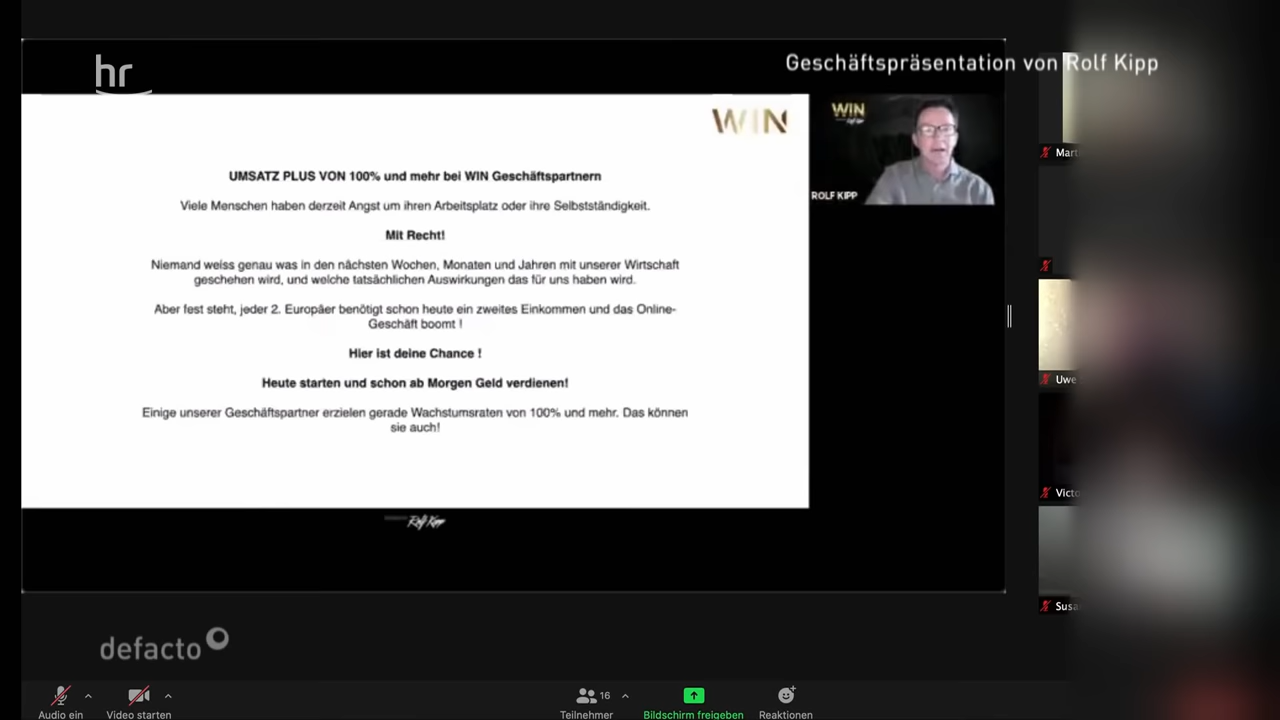 hr
Geschäftspräsentation von Rolf Kipp
WIN
WIN
ROLF KIPP
UMSATZ PLUS VON 100% und mehr bei WIN Geschäftspartnern
Viele Menschen haben derzeit Angst um ihren Arbeitsplatz oder ihre Selbstständigkeit.
Mit Recht!
Niemand weiss genau was in den nächsten Wochen, Monaten und Jahren mit unserer Wirtschaft
geschehen wird, und welche tatsächlichen Auswirkungen das für uns haben wird.
Aber fest steht, jeder 2. Europäer benötigt schon heute ein zweites Einkommen und das Online-
Geschäft boomt !
Hier ist deine Chance !
Heute starten und schon ab Morgen Geld verdienen!
Einige unserer Geschäftspartner erzielen gerade Wachstumsraten von 100% und mehr. Das können
sie auch!
Rolf Kipp
Uwe
defacto
16
Audio ein
Video starten
Teilnehmer
Bildschirm freigeben
Reaktionen